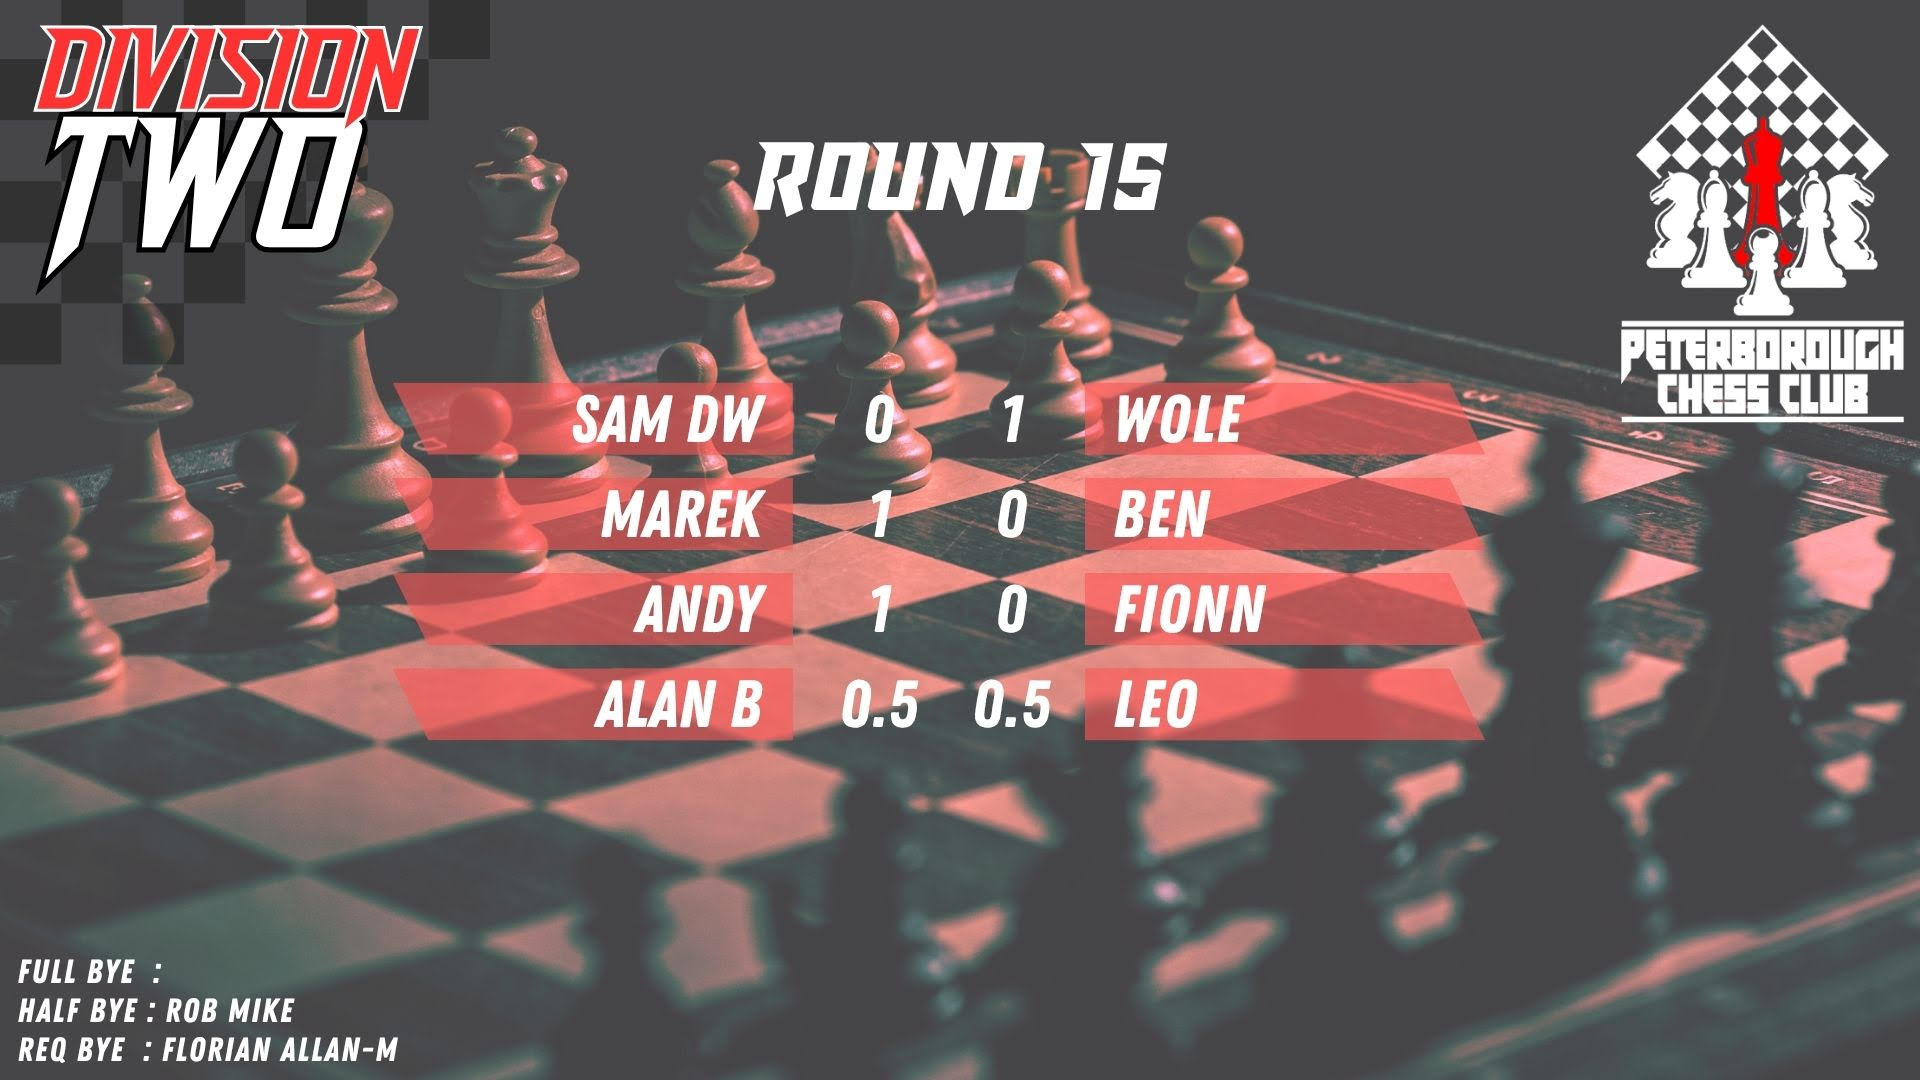 DIVISION
TWO
ROUND 15
PETERBOROUGH
CHESS CLUB
SAM DW 0 1 WOLE
MAREK 1 0 BEN
ANDY 1 0 FIONN
ALAN B 0.5 0.5 LEO
FULL BYE :
HALF BYE : ROB MIKE
REQ BYE : FLORIAN ALLAN-M